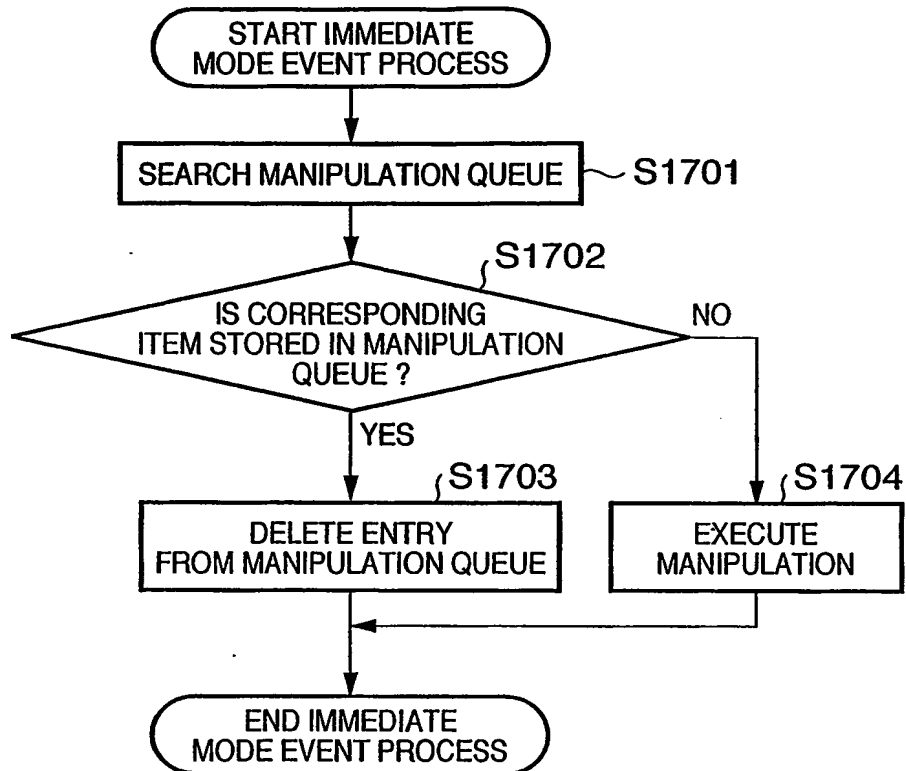 START IMMEDIATE
MODE EVENT PROCESS
SEARCH MANIPULATION QUEUE
S1701
S1702
IS CORRESPONDING
ITEM STORED IN MANIPULATION
QUEUE ?
NO
YES
S1703
DELETE ENTRY
FROM MANIPULATION QUEUE
S1704
EXECUTE
MANIPULATION
END IMMEDIATE
MODE EVENT PROCESS